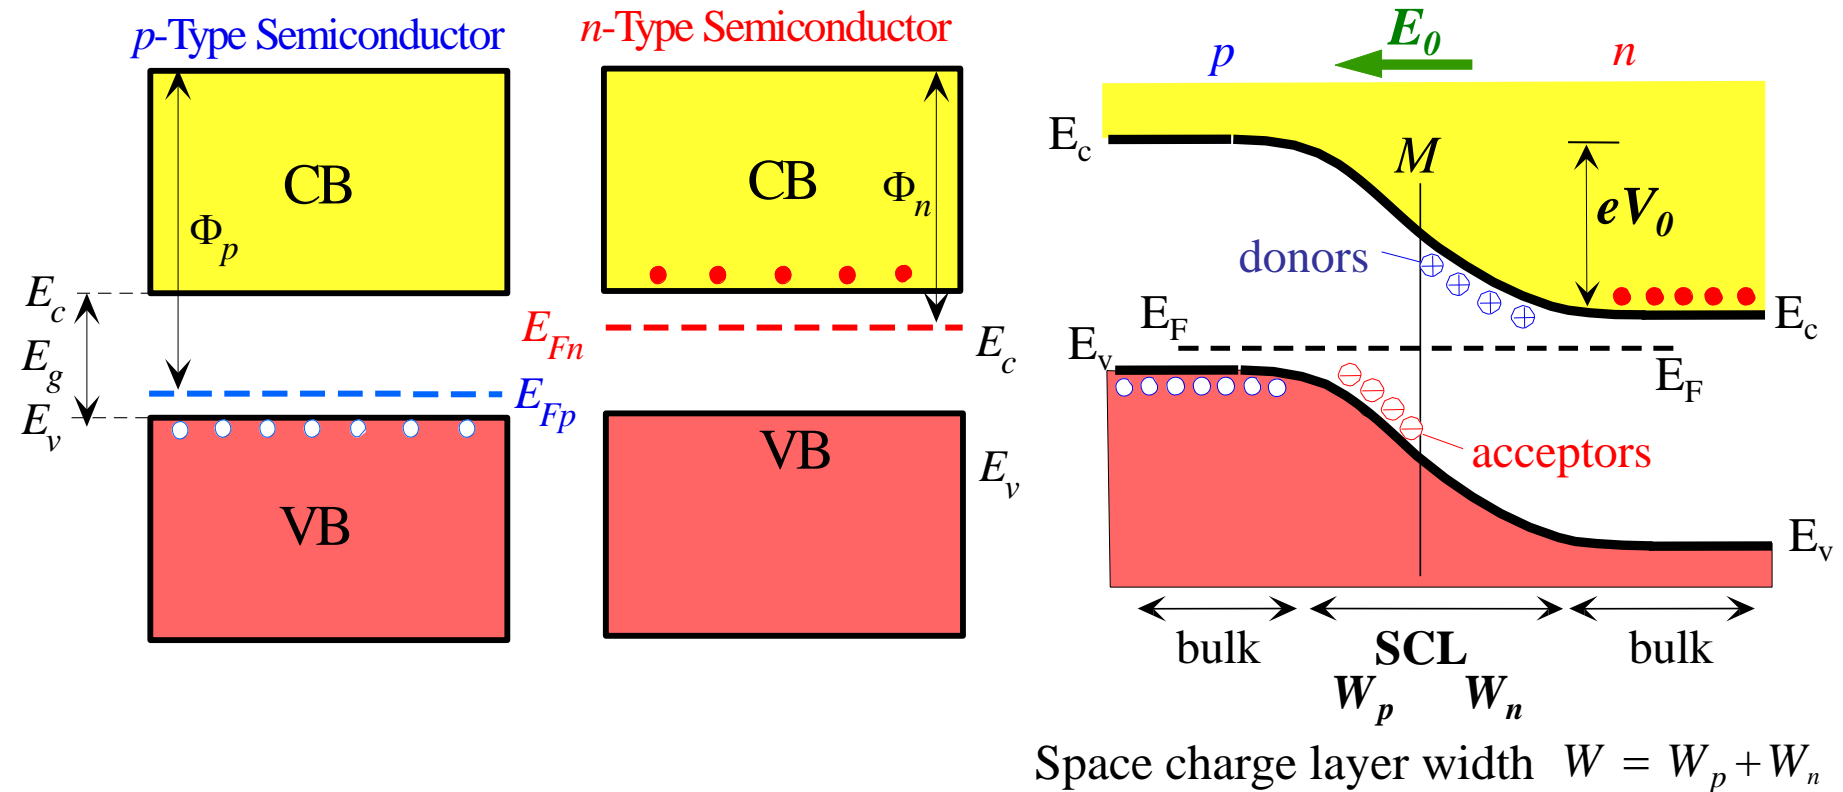 p-Type Semiconductor
n-Type Semiconductor
CB
Φp
Ec
Eg
Ev
EFp
VB
CB
Φn
EFn
Ec
VB
Ev
E0
p
n
Ec
M
eV0
donors
Ec
EF
Ev
EF
acceptors
Ev
bulk
SCL
bulk
Wp Wn
Space charge layer width W = Wp + Wn